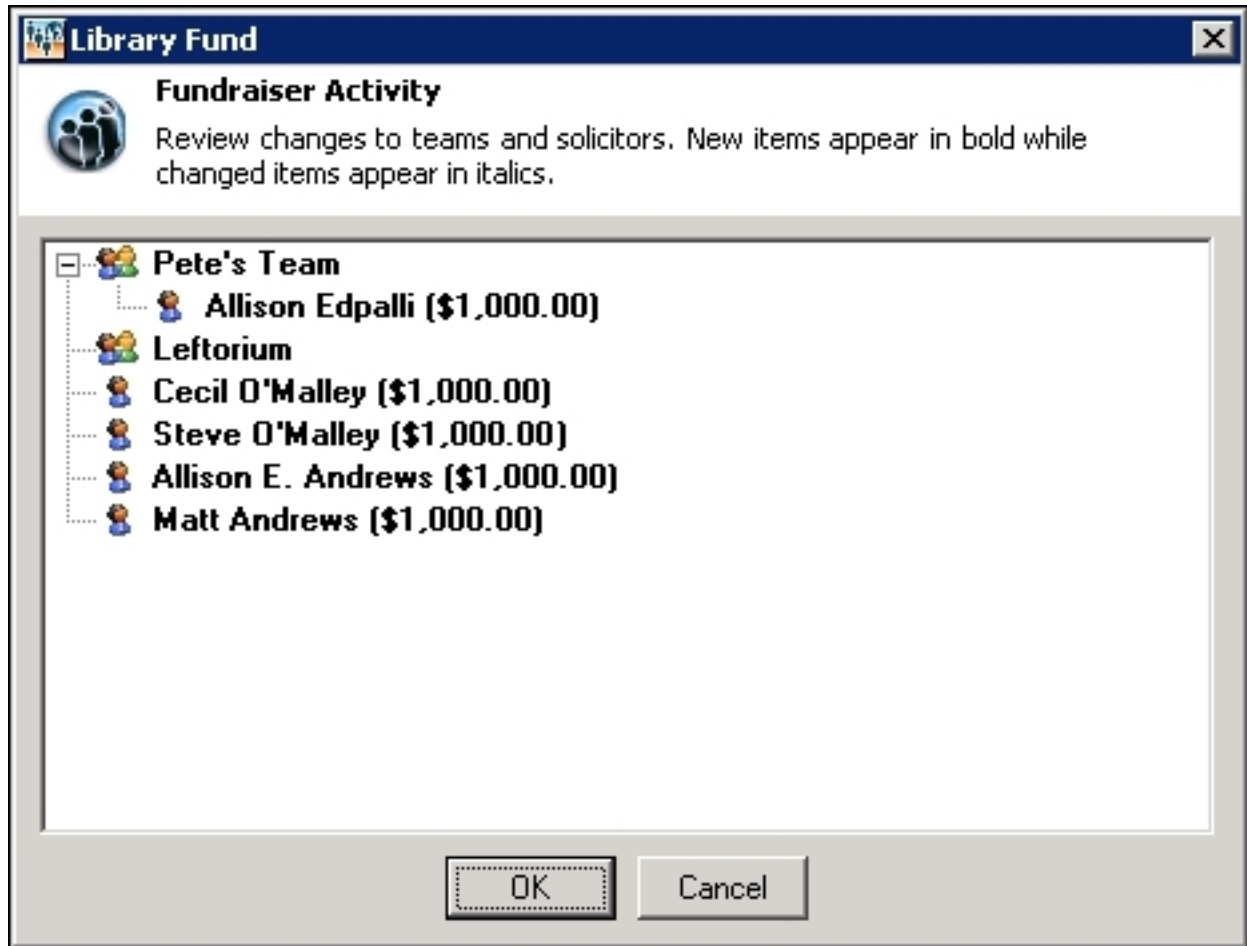 Library Fund
Fundraiser Activity
Review changes to teams and solicitors. New items appear in bold while
changed items appear in italics.
Pete's Team
Allison Edpalli ($1,000.00)
Leftorium
Cecil O'Malley ($1,000.00)
Steve O'Malley ($1,000.00)
Allison E. Andrews ($1,000.00)
Matt Andrews ($1,000.00)
OK Cancel